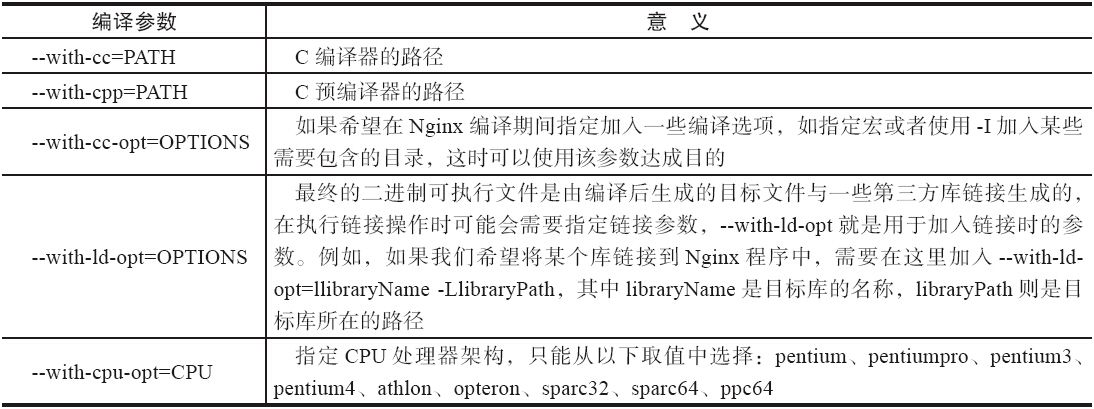 编译参数 意 义
--with-cc=PATH C 编译器的路径
--with-cpp=PATH C 预编译器的路径
--with-cc-opt=OPTIONS
如果希望在 Nginx 编译期间指定加入一些编译选项，如指定宏或者使用 -I 加入某些
需要包含的目录，这时可以使用该参数达成目的
--with-ld-opt=OPTIONS
最终的二进制可执行文件是由编译后生成的目标文件与一些第三方库链接生成的，
在执行链接操作时可能会需要指定链接参数，--with-ld-opt 就是用于加入链接时的参
数。例如，如果我们希望将某个库链接到 Nginx 程序中，需要在这里加入 --with-ld-
opt=llibraryName -LlibraryPath，其中 libraryName 是目标库的名称，libraryPath 则是目
标库所在的路径
--with-cpu-opt=CPU
指定 CPU 处理器架构，只能从以下取值中选择：pentium、pentiumpro、pentium3、
pentium4、athlon、opteron、sparc32、sparc64、ppc64